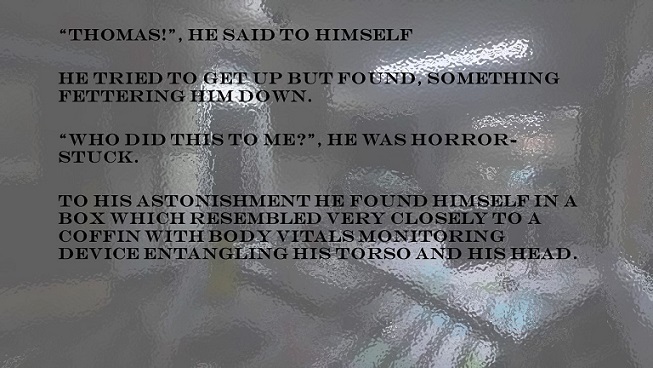 “THOMAS!”, HE SAID TO HIMSELF
HE TRIED TO GET UP BUT FOUND, SOMETHING
FETTERING HIM DOWN.
“WHO DID THIS TO ME?”, HE WAS HORROR-
STUCK.
TO HIS ASTONISHMENT HE FOUND HIMSELF IN A
BOX WHICH RESEMBLED VERY CLOSELY TO A
COFFIN WITH BODY VITALS MONITORING
DEVICE ENTANGLING HIS TORSO AND HIS HEAD.